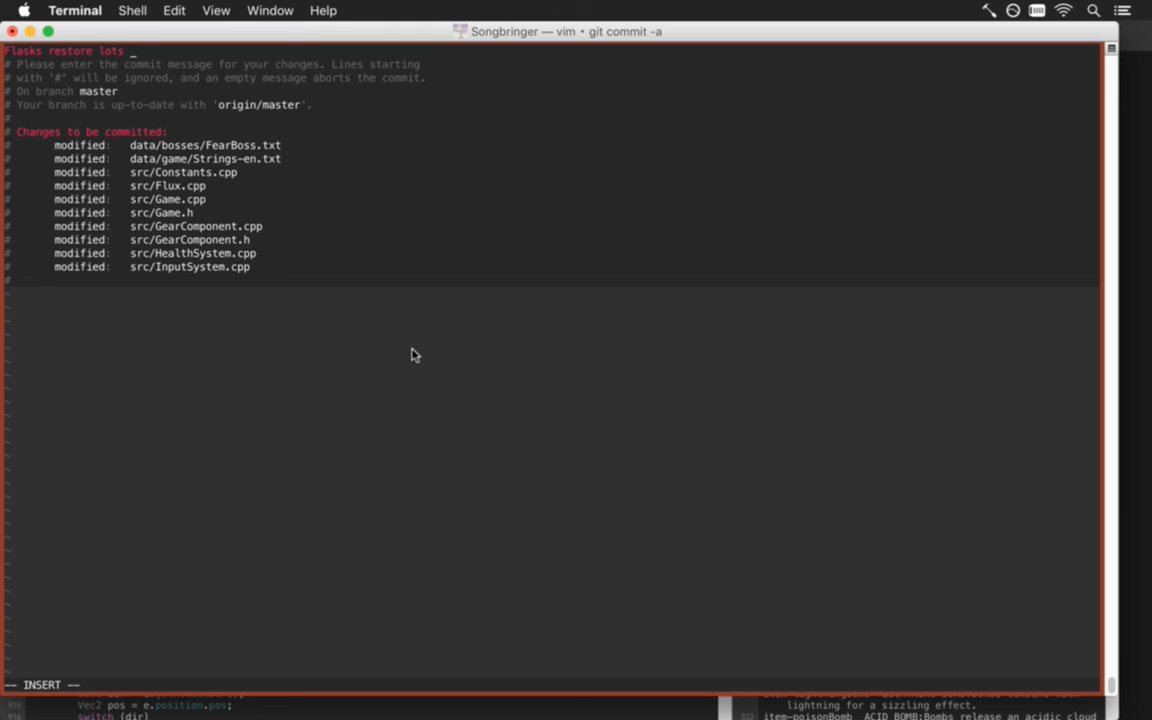 Terminal Shell Edit View Window Help
Songbringer — vim • git commit -a
Flasks restore lots _
# Please enter the commit message for your changes. Lines starting
# with '#' will be ignored, and an empty message aborts the commit.
# On branch master
# Your branch is up-to-date with 'origin/master'.
#
# Changes to be committed:
# modified: data/bosses/FearBoss.txt
# modified: data/game/Strings-en.txt
# modified: src/Constants.cpp
# modified: src/Flux.cpp
# modified: src/Game.cpp
# modified: src/Game.h
# modified: src/GearComponent.cpp
# modified: src/GearComponent.h
# modified: src/HealthSystem.cpp
# modified: src/InputSystem.cpp
#
-- INSERT --
915 Vec2 pos = e.position.pos;
916 switch (dir)
lightning for a sizzling effect.
322 item-poisonBomb ACID BOMB:Bombs release an acidic cloud